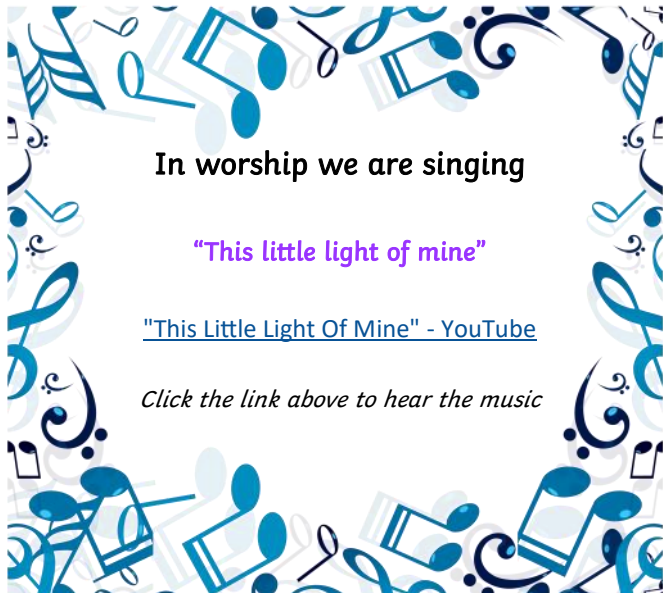 In worship we are singing
“This little light of mine”
"This Little Light Of Mine" - YouTube
Click the link above to hear the music